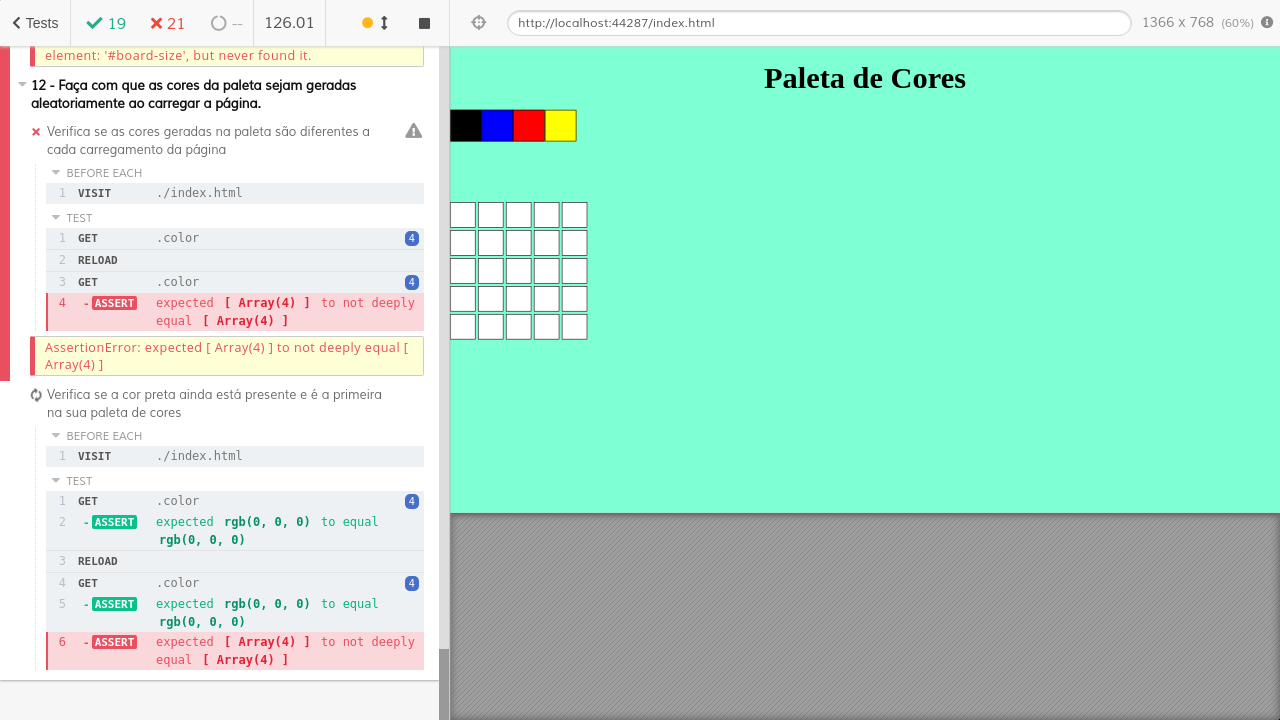 Tests 19 21 -- 126.01 http://localhost:44287/index.html 1366 x 768 (60%)
element: '#board-size', but never found it.
12 - Faça com que as cores da paleta sejam geradas
aleatoriamente ao carregar a página.
Verifica se as cores geradas na paleta são diferentes a
cada carregamento da página
BEFORE EACH
1 VISIT ./index.html
TEST
1 GET .color 4
2 RELOAD
3 GET .color 4
4 -ASSERT expected [ Array(4) ] to not deeply
equal [ Array(4) ]
AssertionError: expected [ Array(4) ] to not deeply equal [
Array(4) ]
Verifica se a cor preta ainda está presente e é a primeira
na sua paleta de cores
BEFORE EACH
1 VISIT ./index.html
TEST
1 GET .color 4
2 -ASSERT expected rgb(0, 0, 0) to equal
rgb(0, 0, 0)
3 RELOAD
4 GET .color 4
5 -ASSERT expected rgb(0, 0, 0) to equal
rgb(0, 0, 0)
6 -ASSERT expected [ Array(4) ] to not deeply
equal [ Array(4) ]
Paleta de Cores